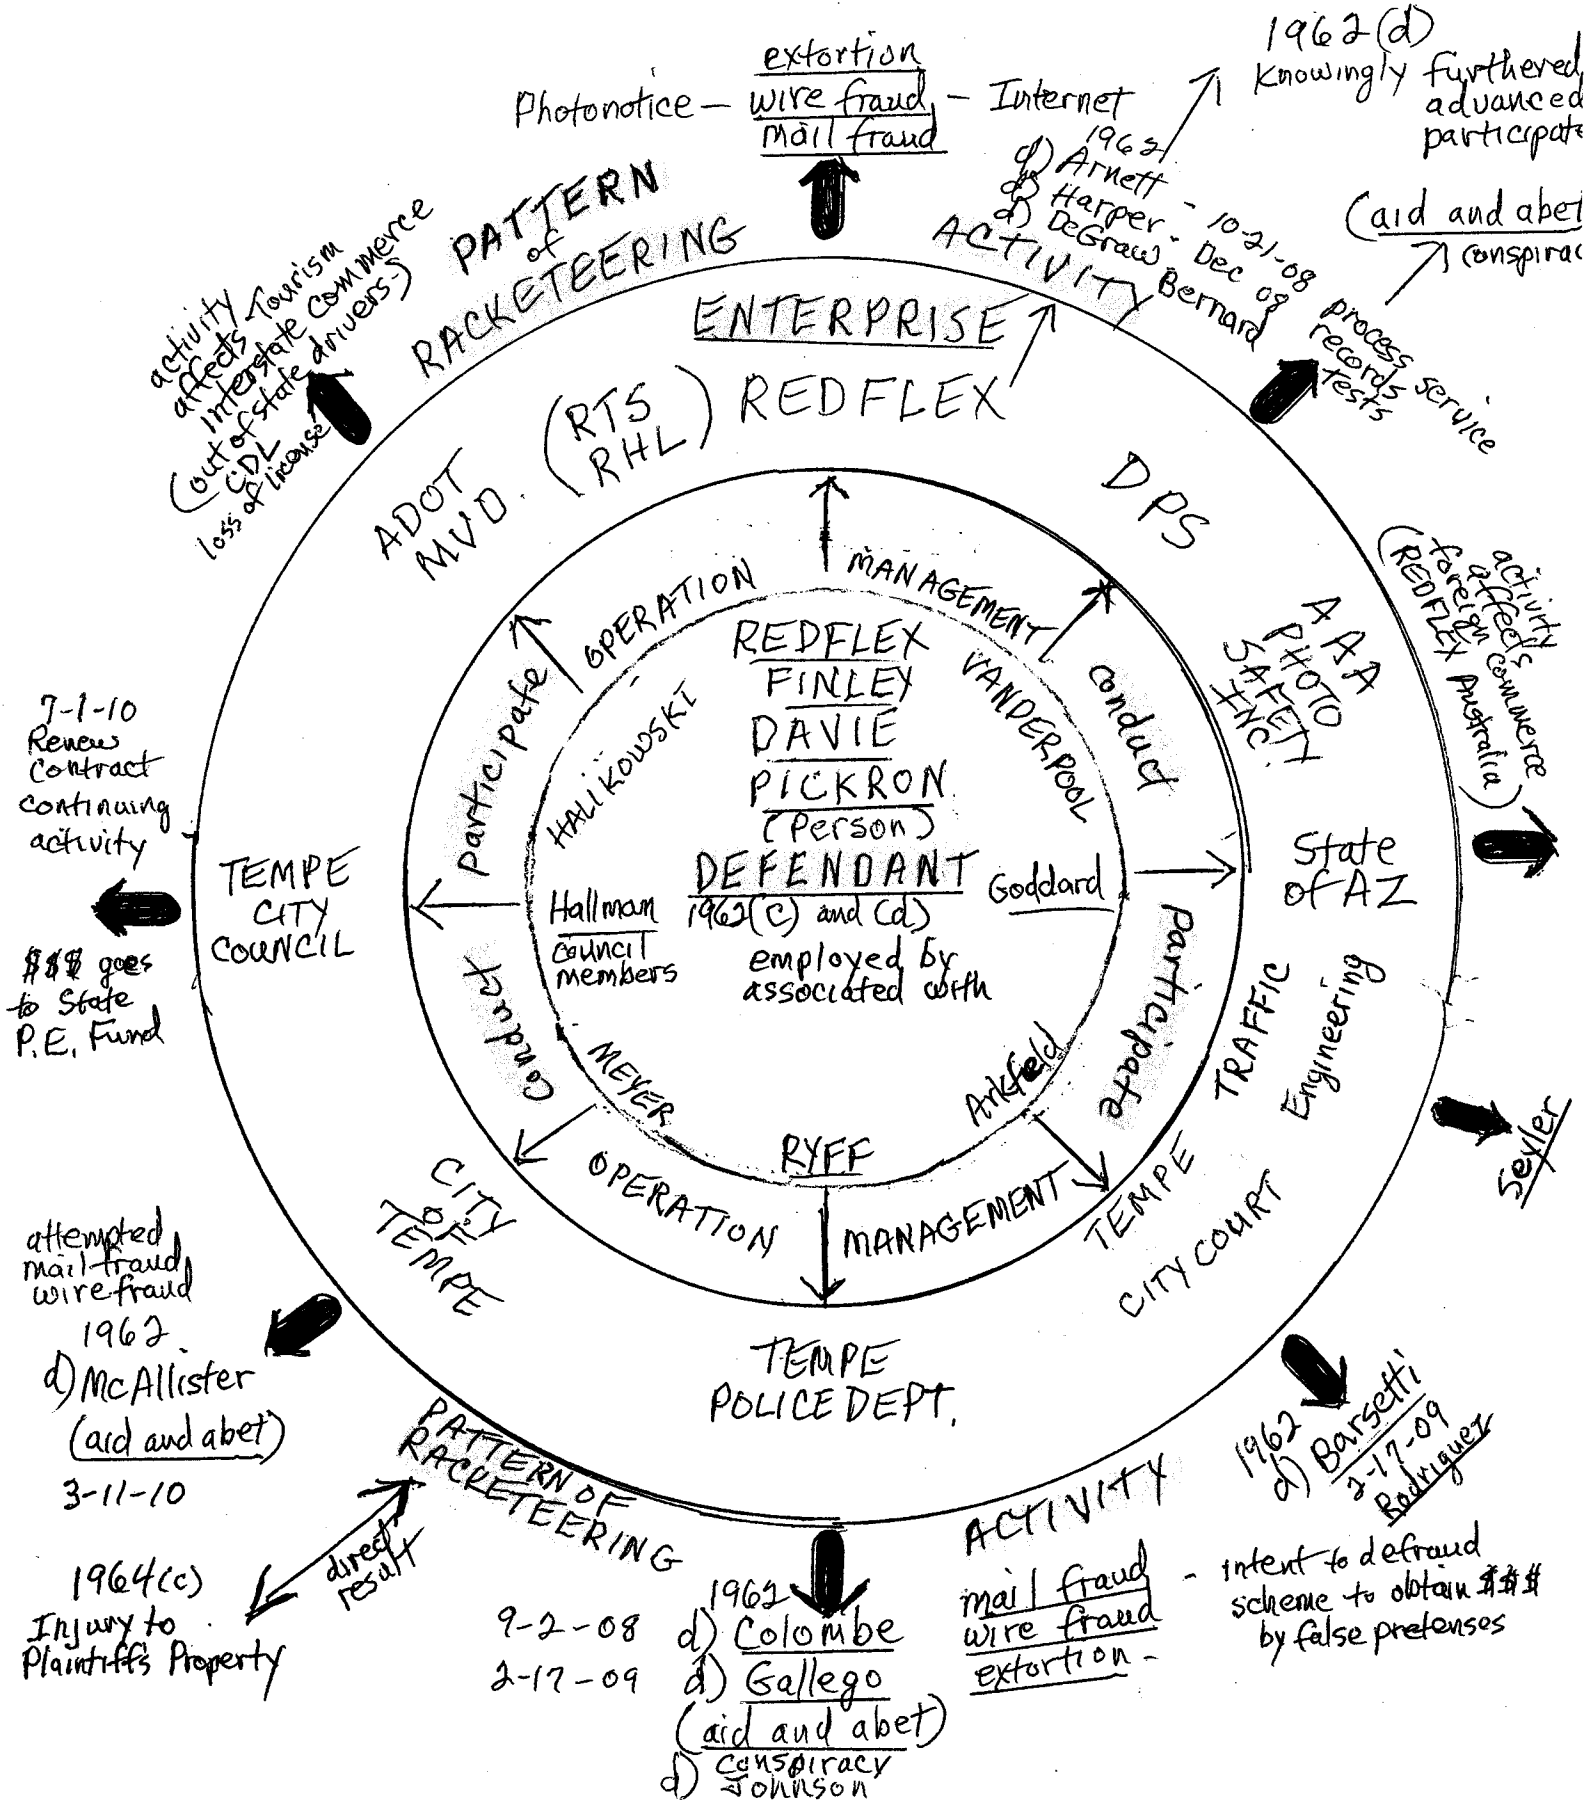 extortion
Photonotice — wire fraud, — Internet
mail fraud
1962(d)
Knowingly furthered,
advanced
1962
d) Arnett - 10-21-08
d) Harper - Dec 08
d) DeGraw Bernard
process service
records
tests
(aid and abet
activity
affects Tourism
interstate commerce
(out of state drivers)
CDL
loss of license
PATTERN
of
RACKETEERING
ACTIVITY
ENTERPRISE
(RTS
RHL) REDFLEX
ADOT
MVD.
DPS
AAA
PHOTO
SAFETY
INC.
activity
affects
foreign commerce
(REDFLEX Australia)
State
of AZ
TRAFFIC
Engineering
TEMPE
CITY COURT
TEMPE
POLICE DEPT.
CITY
OF
TEMPE
TEMPE
CITY
COUNCIL
OPERATION
MANAGEMENT
conduct
participate
MANAGEMENT
OPERATION
Conduct
participate
REDFLEX
FINLEY
DAVIE
PICKRON
(Person)
DEFENDANT
1962(c) and (d)
employed by
associated with
HALIKOWSKI
VANDERPOOL
Goddard
Hallman
council
members
MEYER
RYFF
Arkfield
7-1-10
Renew
contract
continuing
activity
$$$ goes
to State
P.E. Fund
Seyler
attempted
mail fraud,
wire fraud
1962
d) McAllister
(aid and abet)
3-11-10
PATTERN OF
RACKETEERING
ACTIVITY
direct
result
1964(c)
Injury to
Plaintiffs Property
1962
d) Barsetti
2-17-09
Rodriguez
1962
9-2-08 d) Colombe
2-17-09 d) Gallego
(aid and abet)
conspiracy
d) Johnson
mail fraud - intent to defraud
wire fraud scheme to obtain $$$
extortion - by false pretenses